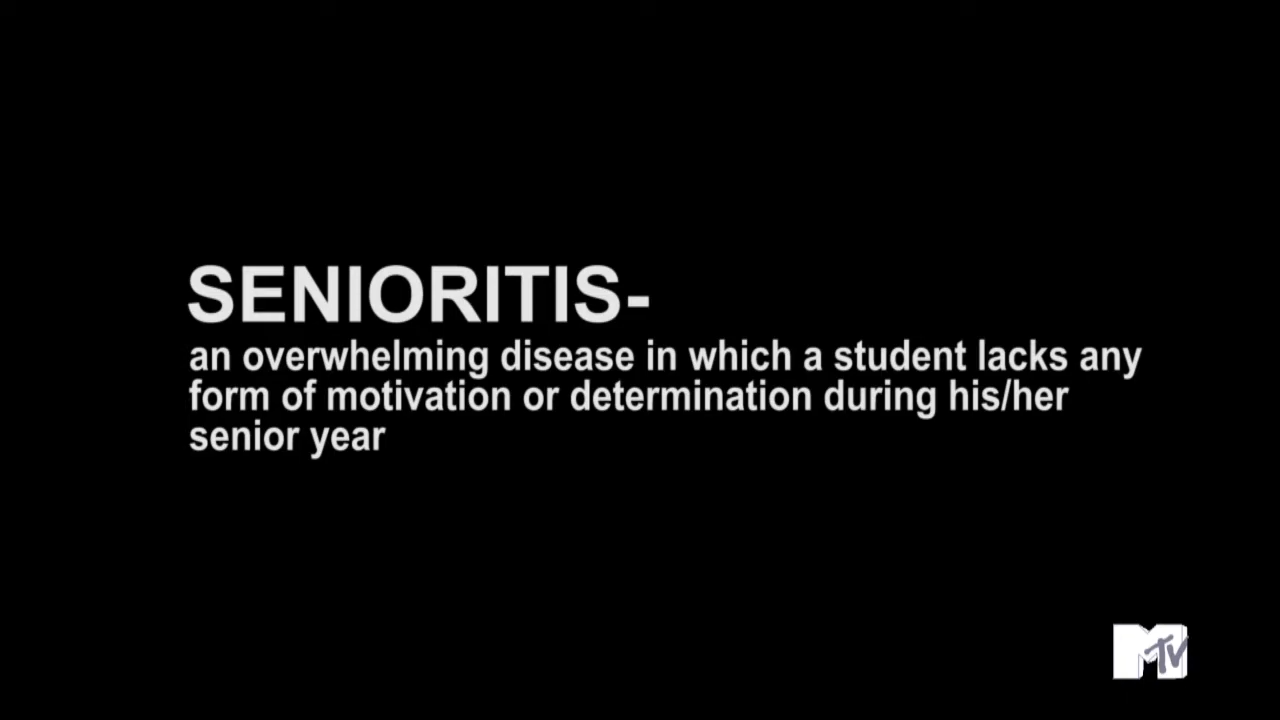 SENIORITIS-
an overwhelming disease in which a student lacks any
form of motivation or determination during his/her
senior year
MTV